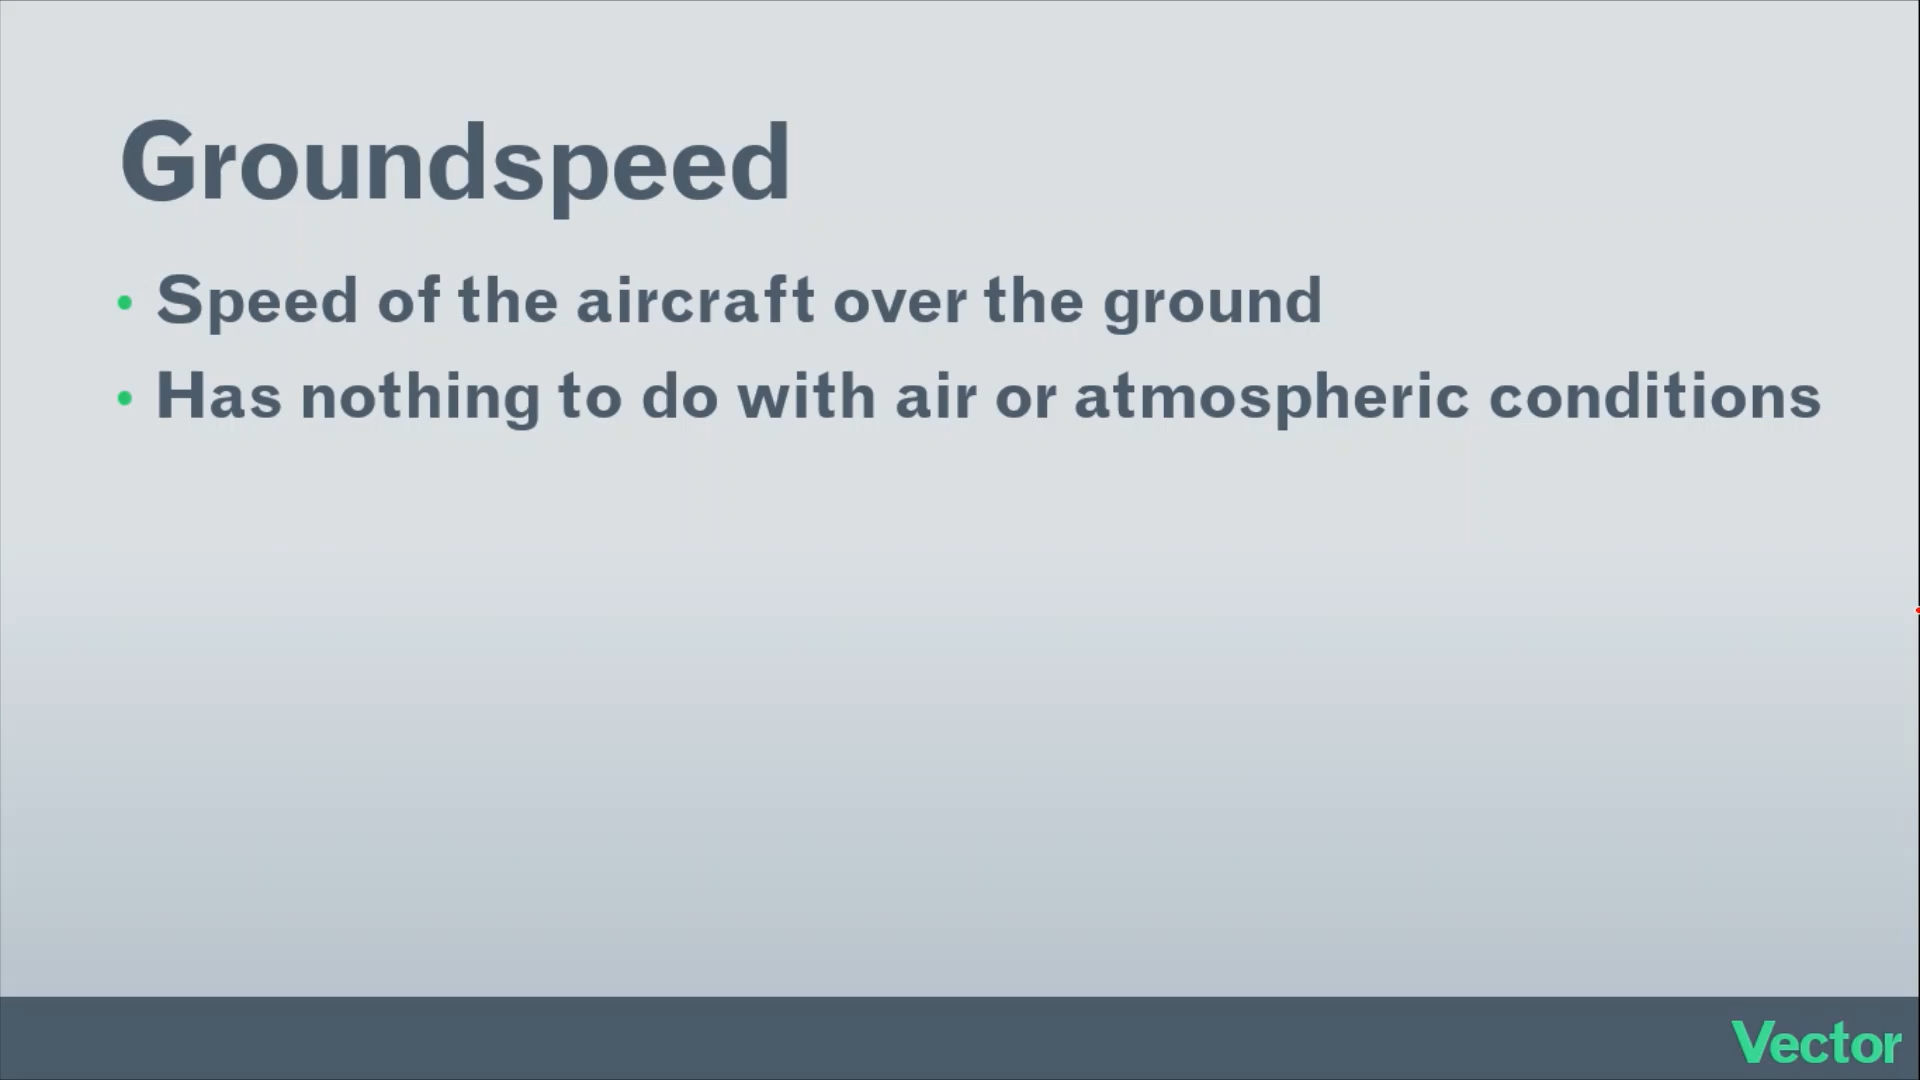 Groundspeed
• Speed of the aircraft over the ground
• Has nothing to do with air or atmospheric conditions
Vector